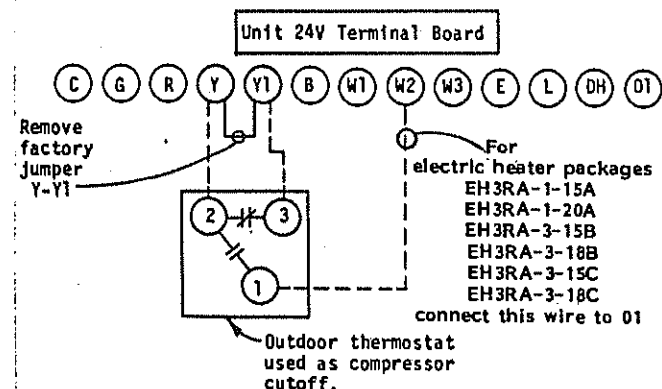 Unit 24V Terminal Board
C G R Y Y1 B W1 W2 W3 E L DH O1
Remove
factory
jumper
Y-Y1
For
electric heater packages
EH3RA-1-15A
EH3RA-1-20A
EH3RA-3-15B
EH3RA-3-18B
EH3RA-3-15C
EH3RA-3-18C
connect this wire to 01
2 3
1
Outdoor thermostat
used as compressor
cutoff.